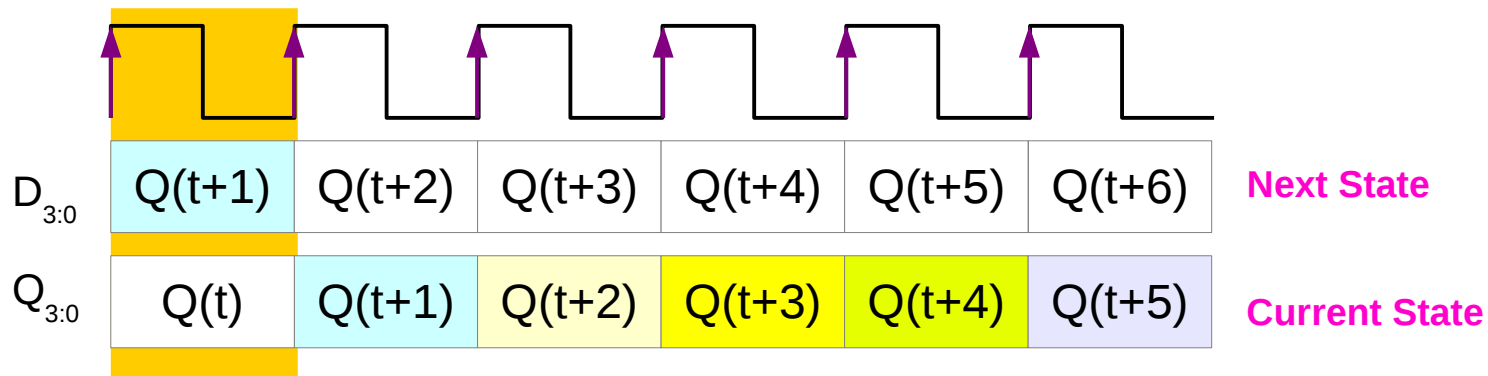 D3:0 Q(t+1) Q(t+2) Q(t+3) Q(t+4) Q(t+5) Q(t+6) Next State
Q3:0 Q(t) Q(t+1) Q(t+2) Q(t+3) Q(t+4) Q(t+5) Current State